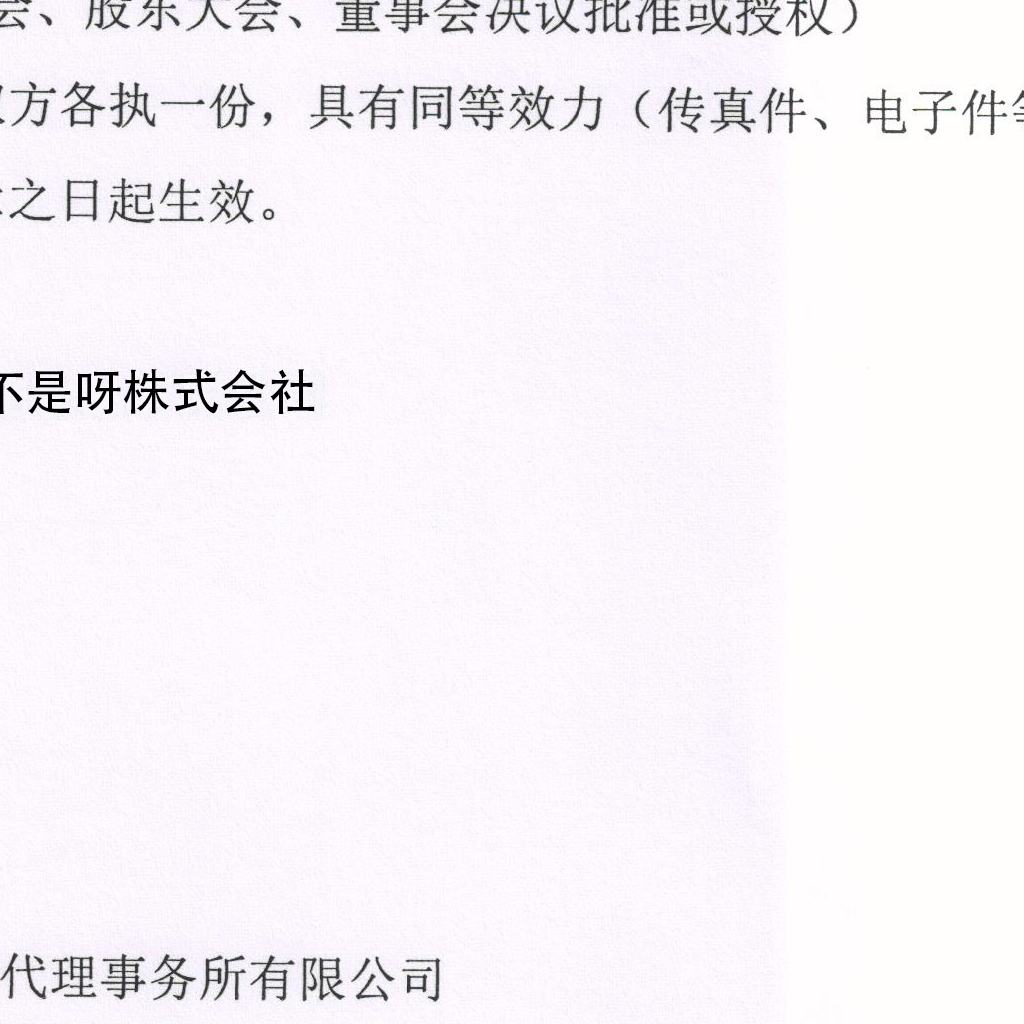 会、股东大会、董事会决议批准或授权）
方各执一份，具有同等效力（传真件、电子件等
之日起生效。
不是呀株式会社
代理事务所有限公司